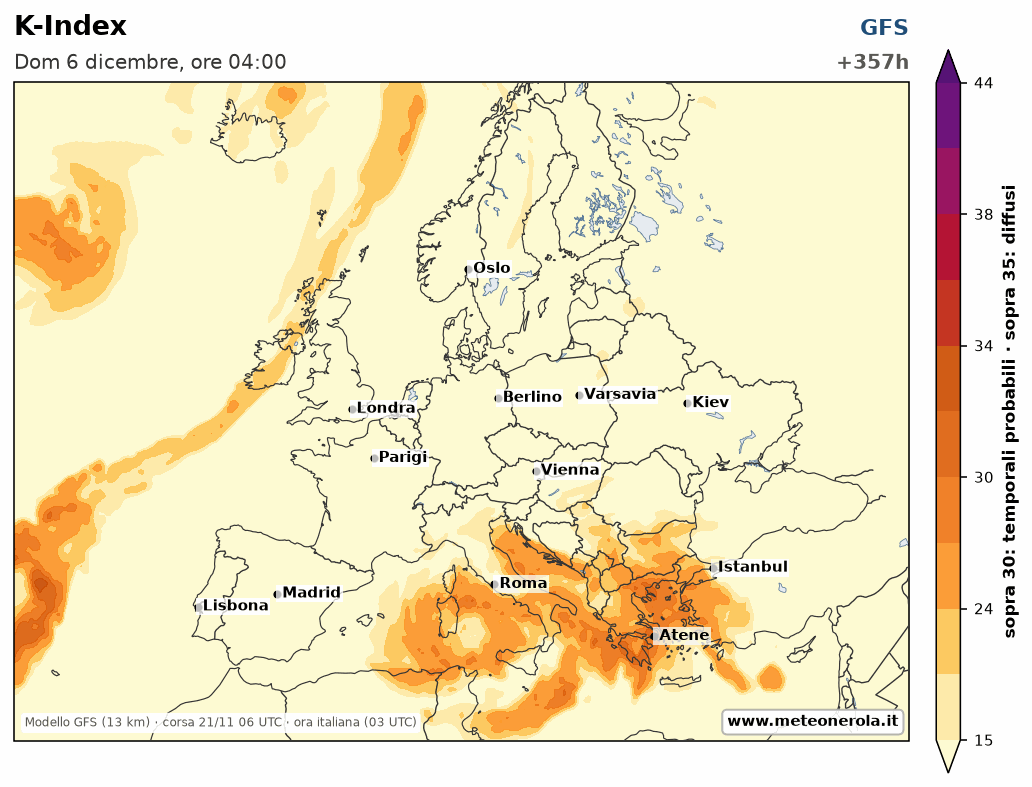 K-Index
GFS
Dom 6 dicembre, ore 04:00
+357h
44
38
34
30
24
15
sopra 30: temporali probabili · sopra 35: diffusi
Oslo
Londra
Berlino
Varsavia
Kiev
Parigi
Vienna
Istanbul
Roma
Madrid
Lisbona
Atene
Modello GFS (13 km) · corsa 21/11 06 UTC · ora italiana (03 UTC)
www.meteonerola.it